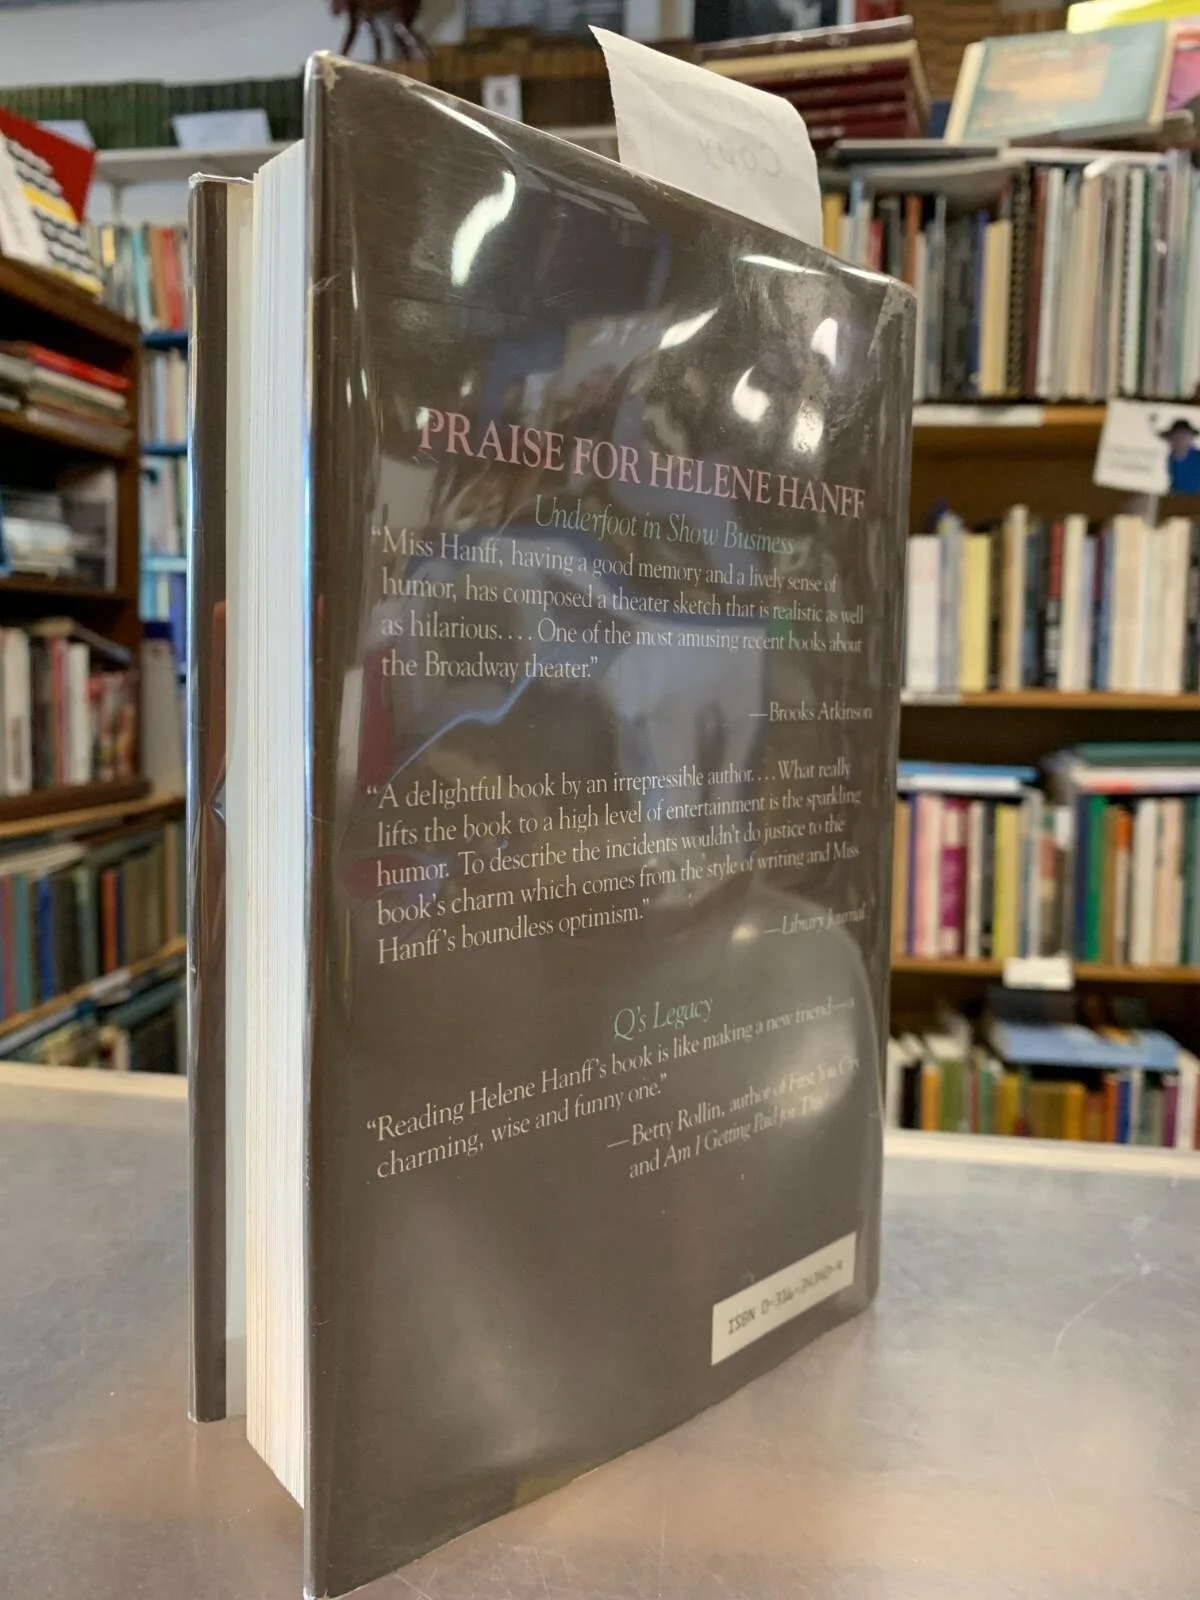 Copy
PRAISE FOR HELENE HANFF
Underfoot in Show Business
“Miss Hanff, having a good memory and a lively sense of
humor, has composed a theater sketch that is realistic as well
as hilarious.... One of the most amusing recent books about
the Broadway theater.”
—Brooks Atkinson
“A delightful book by an irrepressible author.... What really
lifts the book to a high level of entertainment is the sparkling
humor. To describe the incidents wouldn't do justice to the
book's charm which comes from the style of writing and Miss
Hanff's boundless optimism.”
—Library Journal
Q's Legacy
“Reading Helene Hanff's book is like making a new friend—a
charming, wise and funny one.”
—Betty Rollin, author of First You Cry
and Am I Getting Paid for This?
ISBN 0-316-34340-9